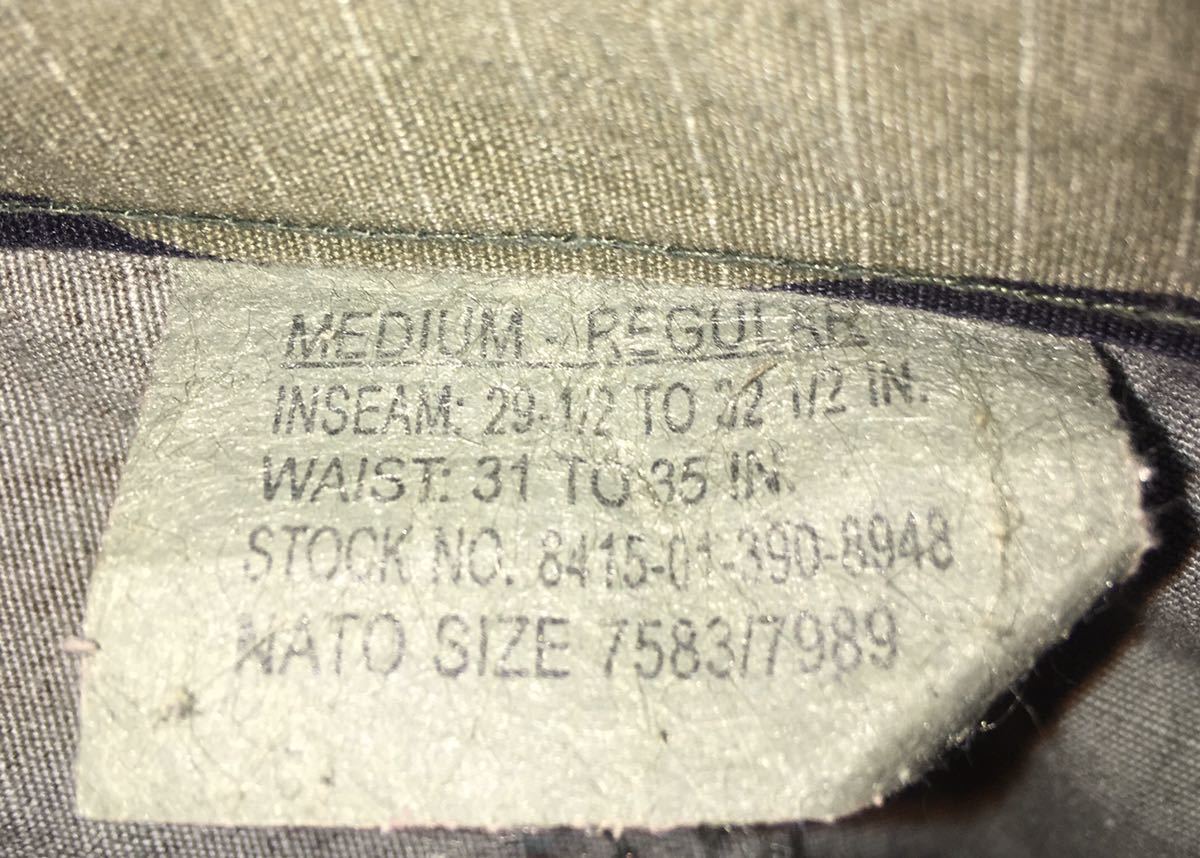 MEDIUM - REGULAR
INSEAM: 29-1/2 TO 32 1/2 IN.
WAIST: 31 TO 35 IN.
STOCK NO. 8415-01-390-8948
NATO SIZE 7583/7989